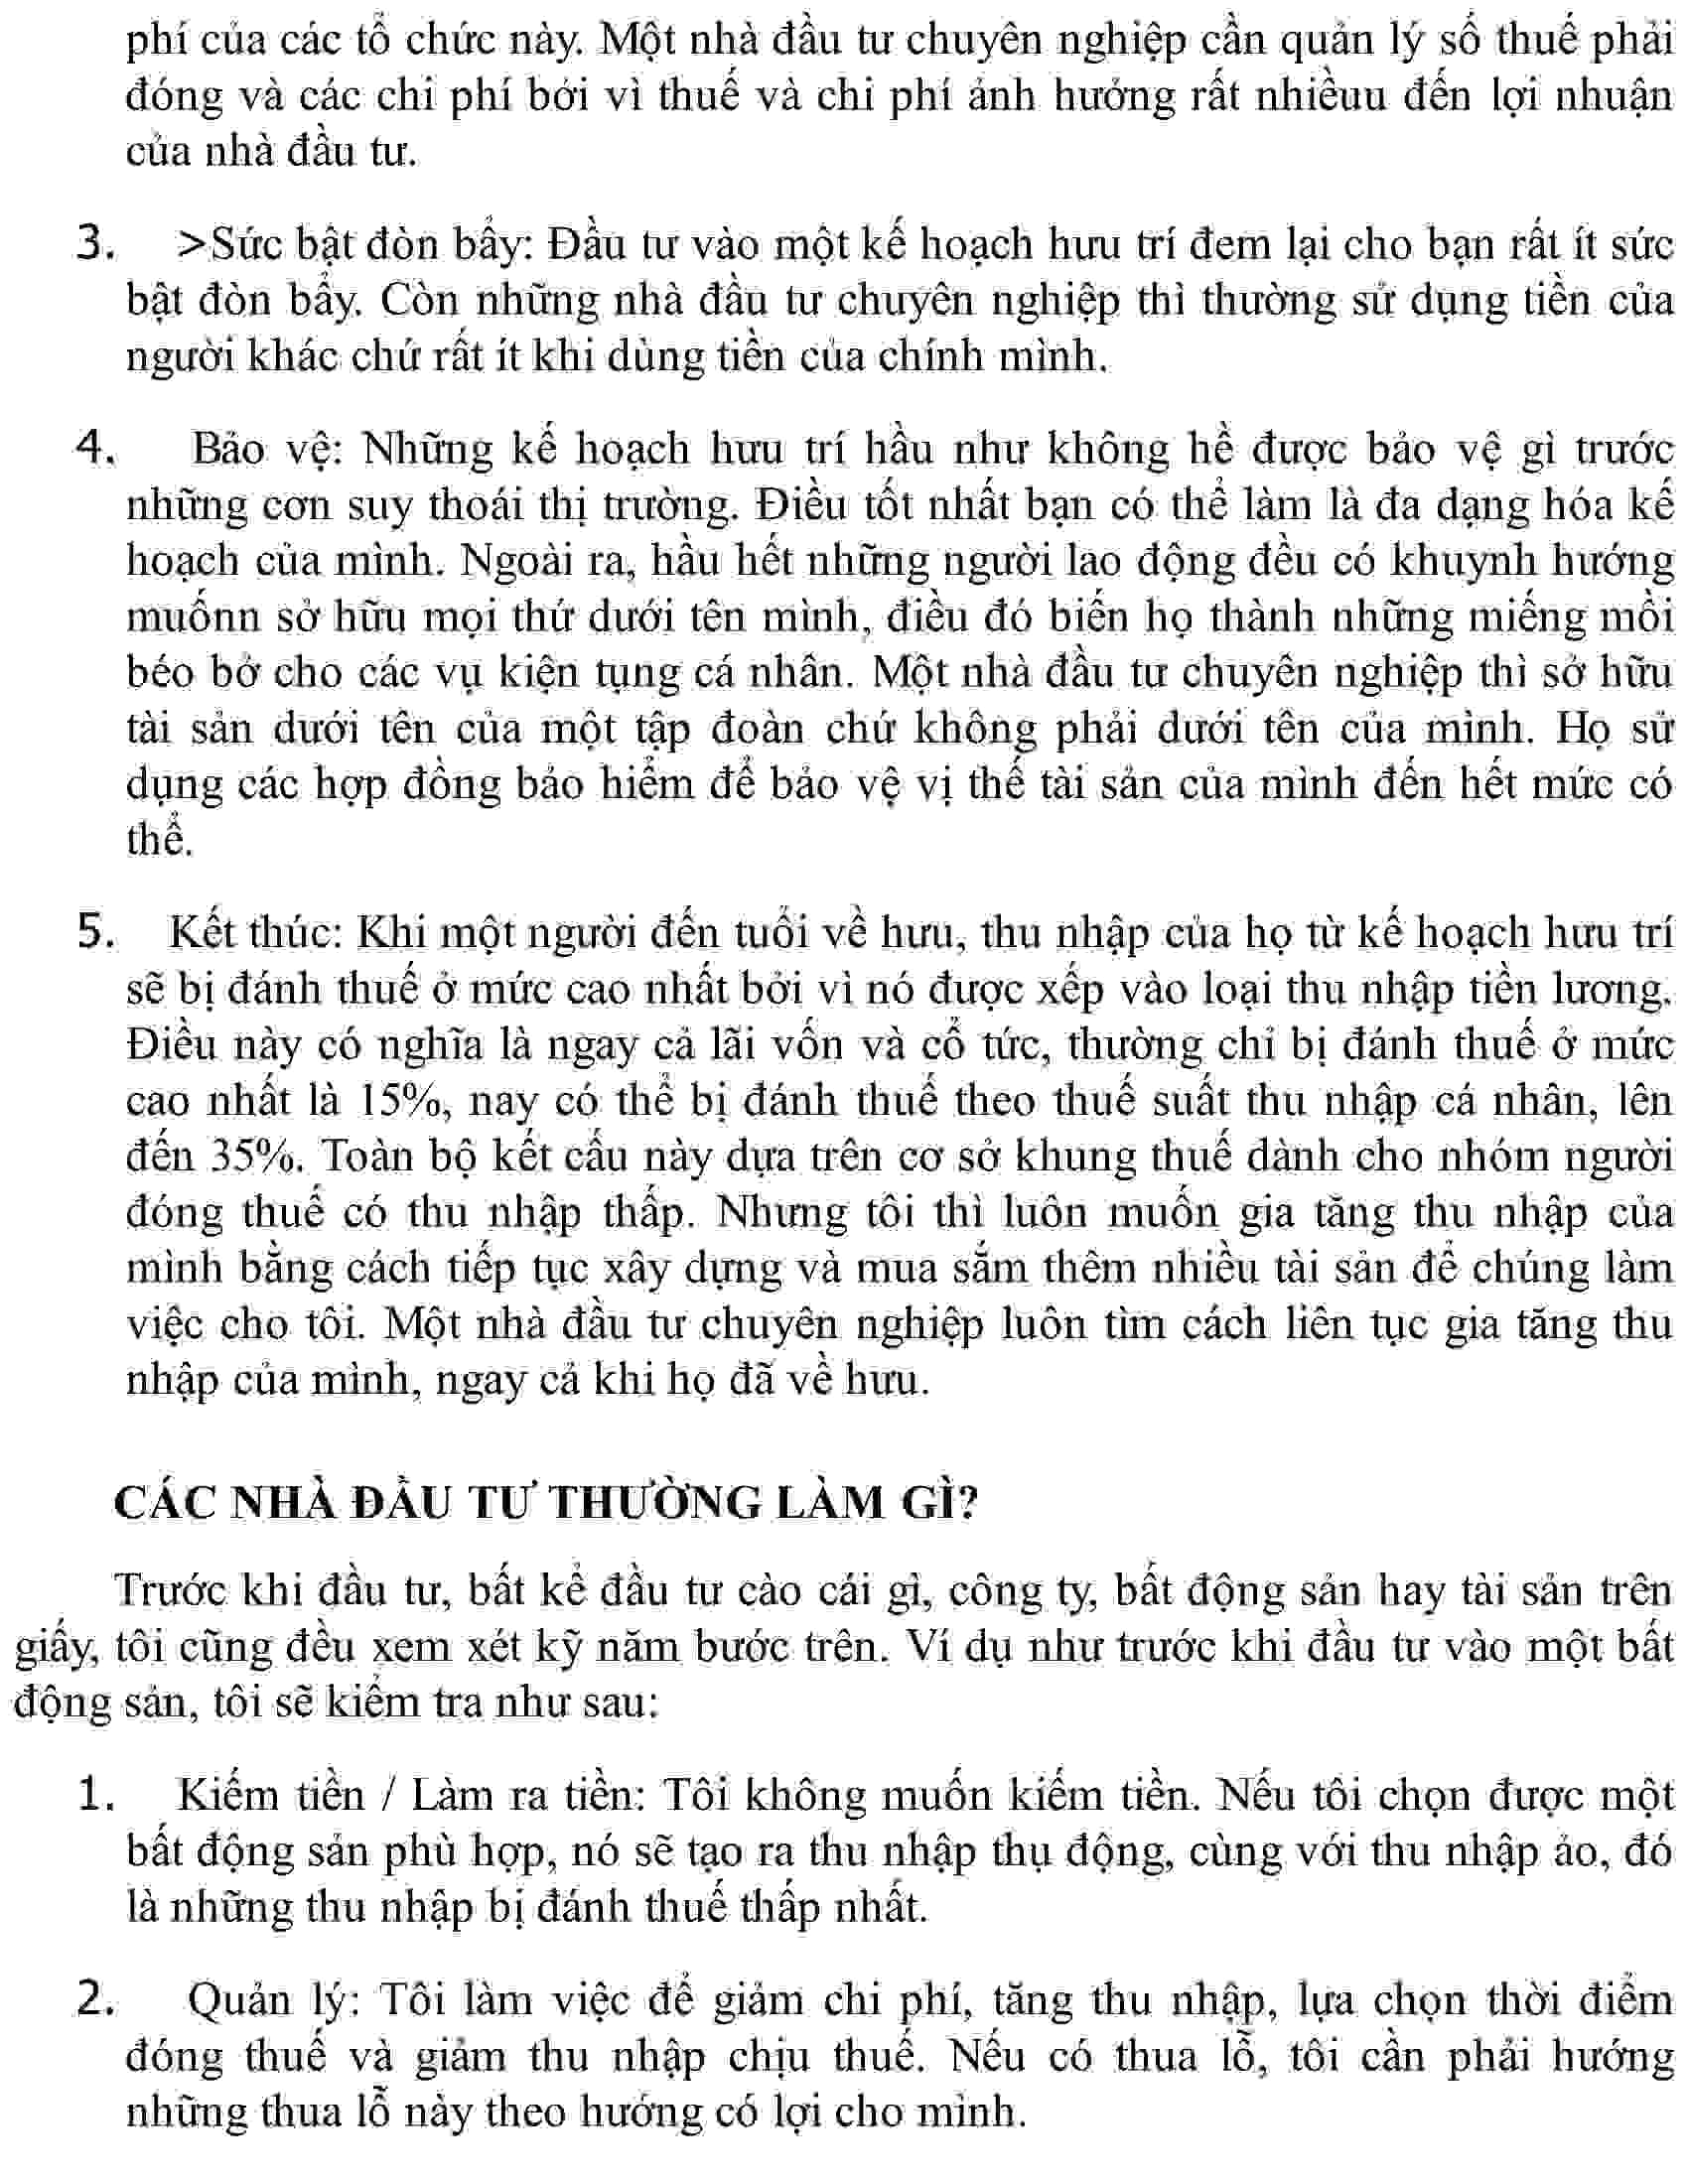 phí của các tổ chức này. Một nhà đầu tư chuyên nghiệp cần quản lý số thuế phải
đóng và các chi phí bởi vì thuế và chi phí ảnh hưởng rất nhiềuu đến lợi nhuận
của nhà đầu tư.
3. >Sức bật đòn bẩy: Đầu tư vào một kế hoạch hưu trí đem lại cho bạn rất ít sức
bật đòn bẩy. Còn những nhà đầu tư chuyên nghiệp thì thường sử dụng tiền của
người khác chứ rất ít khi dùng tiền của chính mình.
4. Bảo vệ: Những kế hoạch hưu trí hầu như không hề được bảo vệ gì trước
những cơn suy thoái thị trường. Điều tốt nhất bạn có thể làm là đa dạng hóa kế
hoạch của mình. Ngoài ra, hầu hết những người lao động đều có khuynh hướng
muốnn sở hữu mọi thứ dưới tên mình, điều đó biến họ thành những miếng mồi
béo bở cho các vụ kiện tụng cá nhân. Một nhà đầu tư chuyên nghiệp thì sở hữu
tài sản dưới tên của một tập đoàn chứ không phải dưới tên của mình. Họ sử
dụng các hợp đồng bảo hiểm để bảo vệ vị thế tài sản của mình đến hết mức có
thể.
5. Kết thúc: Khi một người đến tuổi về hưu, thu nhập của họ từ kế hoạch hưu trí
sẽ bị đánh thuế ở mức cao nhất bởi vì nó được xếp vào loại thu nhập tiền lương.
Điều này có nghĩa là ngay cả lãi vốn và cổ tức, thường chỉ bị đánh thuế ở mức
cao nhất là 15%, nay có thể bị đánh thuế theo thuế suất thu nhập cá nhân, lên
đến 35%. Toàn bộ kết cấu này dựa trên cơ sở khung thuế dành cho nhóm người
đóng thuế có thu nhập thấp. Nhưng tôi thì luôn muốn gia tăng thu nhập của
mình bằng cách tiếp tục xây dựng và mua sắm thêm nhiều tài sản để chúng làm
việc cho tôi. Một nhà đầu tư chuyên nghiệp luôn tìm cách liên tục gia tăng thu
nhập của mình, ngay cả khi họ đã về hưu.
CÁC NHÀ ĐẦU TƯ THƯỜNG LÀM GÌ?
Trước khi đầu tư, bất kể đầu tư cào cái gì, công ty, bất động sản hay tài sản trên
giấy, tôi cũng đều xem xét kỹ năm bước trên. Ví dụ như trước khi đầu tư vào một bất
động sản, tôi sẽ kiểm tra như sau:
1. Kiếm tiền / Làm ra tiền: Tôi không muốn kiếm tiền. Nếu tôi chọn được một
bất động sản phù hợp, nó sẽ tạo ra thu nhập thụ động, cùng với thu nhập ảo, đó
là những thu nhập bị đánh thuế thấp nhất.
2. Quản lý: Tôi làm việc để giảm chi phí, tăng thu nhập, lựa chọn thời điểm
đóng thuế và giảm thu nhập chịu thuế. Nếu có thua lỗ, tôi cần phải hướng
những thua lỗ này theo hướng có lợi cho mình.